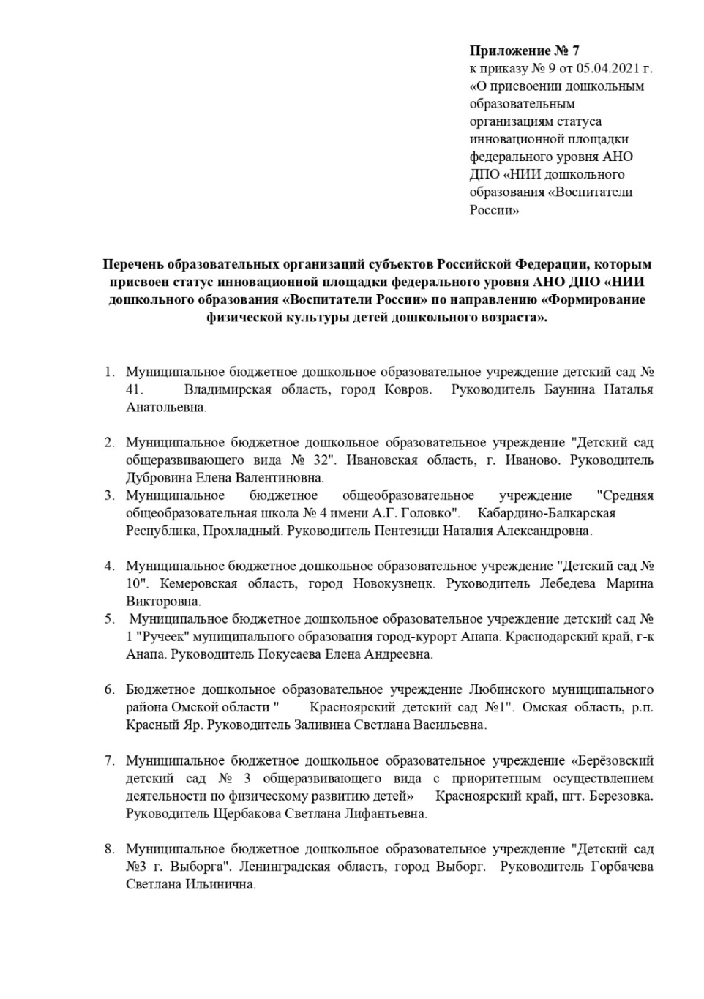 Приложение № 7
к приказу № 9 от 05.04.2021 г.
«О присвоении дошкольным
образовательным
организациям статуса
инновационной площадки
федерального уровня АНО
ДПО «НИИ дошкольного
образования «Воспитатели
России»
Перечень образовательных организаций субъектов Российской Федерации, которым
присвоен статус инновационной площадки федерального уровня АНО ДПО «НИИ
дошкольного образования «Воспитатели России» по направлению «Формирование
физической культуры детей дошкольного возраста».
1. Муниципальное бюджетное дошкольное образовательное учреждение детский сад №
41. Владимирская область, город Ковров. Руководитель Баунина Наталья
Анатольевна.
2. Муниципальное бюджетное дошкольное образовательное учреждение "Детский сад
общеразвивающего вида № 32". Ивановская область, г. Иваново. Руководитель
Дубровина Елена Валентиновна.
3. Муниципальное бюджетное общеобразовательное учреждение "Средняя
общеобразовательная школа № 4 имени А.Г. Головко". Кабардино-Балкарская
Республика, Прохладный. Руководитель Пентезиди Наталия Александровна.
4. Муниципальное бюджетное дошкольное образовательное учреждение "Детский сад №
10". Кемеровская область, город Новокузнецк. Руководитель Лебедева Марина
Викторовна.
5. Муниципальное бюджетное дошкольное образовательное учреждение детский сад №
1 "Ручеек" муниципального образования город-курорт Анапа. Краснодарский край, г-к
Анапа. Руководитель Покусаева Елена Андреевна.
6. Бюджетное дошкольное образовательное учреждение Любинского муниципального
района Омской области " Красноярский детский сад №1". Омская область, р.п.
Красный Яр. Руководитель Заливина Светлана Васильевна.
7. Муниципальное бюджетное дошкольное образовательное учреждение «Берёзовский
детский сад № 3 общеразвивающего вида с приоритетным осуществлением
деятельности по физическому развитию детей» Красноярский край, пгт. Березовка.
Руководитель Щербакова Светлана Лифантьевна.
8. Муниципальное бюджетное дошкольное образовательное учреждение "Детский сад
№3 г. Выборга". Ленинградская область, город Выборг. Руководитель Горбачева
Светлана Ильинична.